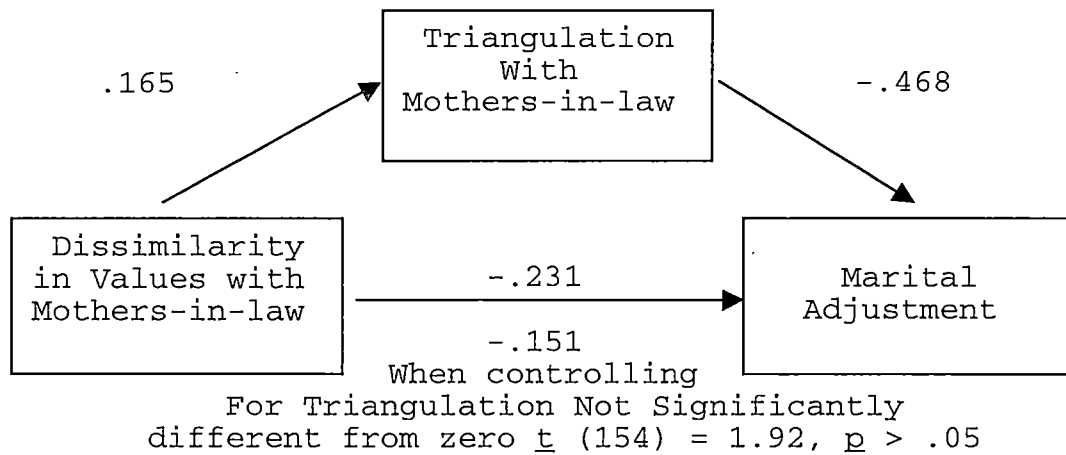 Triangulation
With
Mothers-in-law
.165
-.468
Dissimilarity
in Values with
Mothers-in-law
-.231
Marital
Adjustment
-.151
When controlling
For Triangulation Not Significantly
different from zero t (154) = 1.92, p > .05